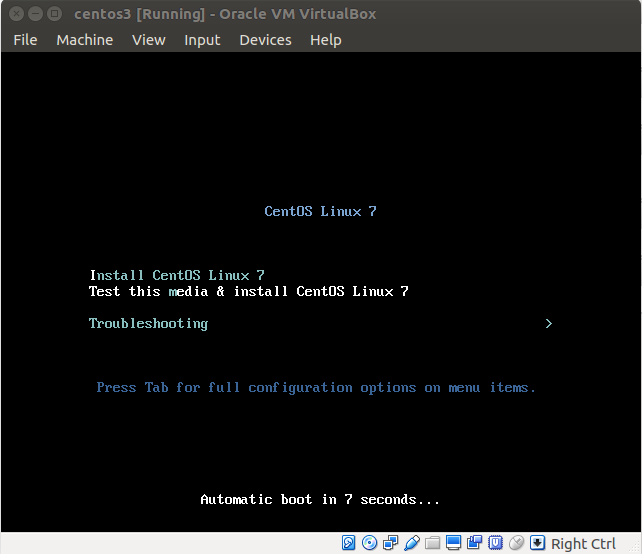 centos3 [Running] - Oracle VM VirtualBox
File Machine View Input Devices Help
CentOS Linux 7
Install CentOS Linux 7
Test this media & install CentOS Linux 7
Troubleshooting >
Press Tab for full configuration options on menu items.
Automatic boot in 7 seconds...
Right Ctrl